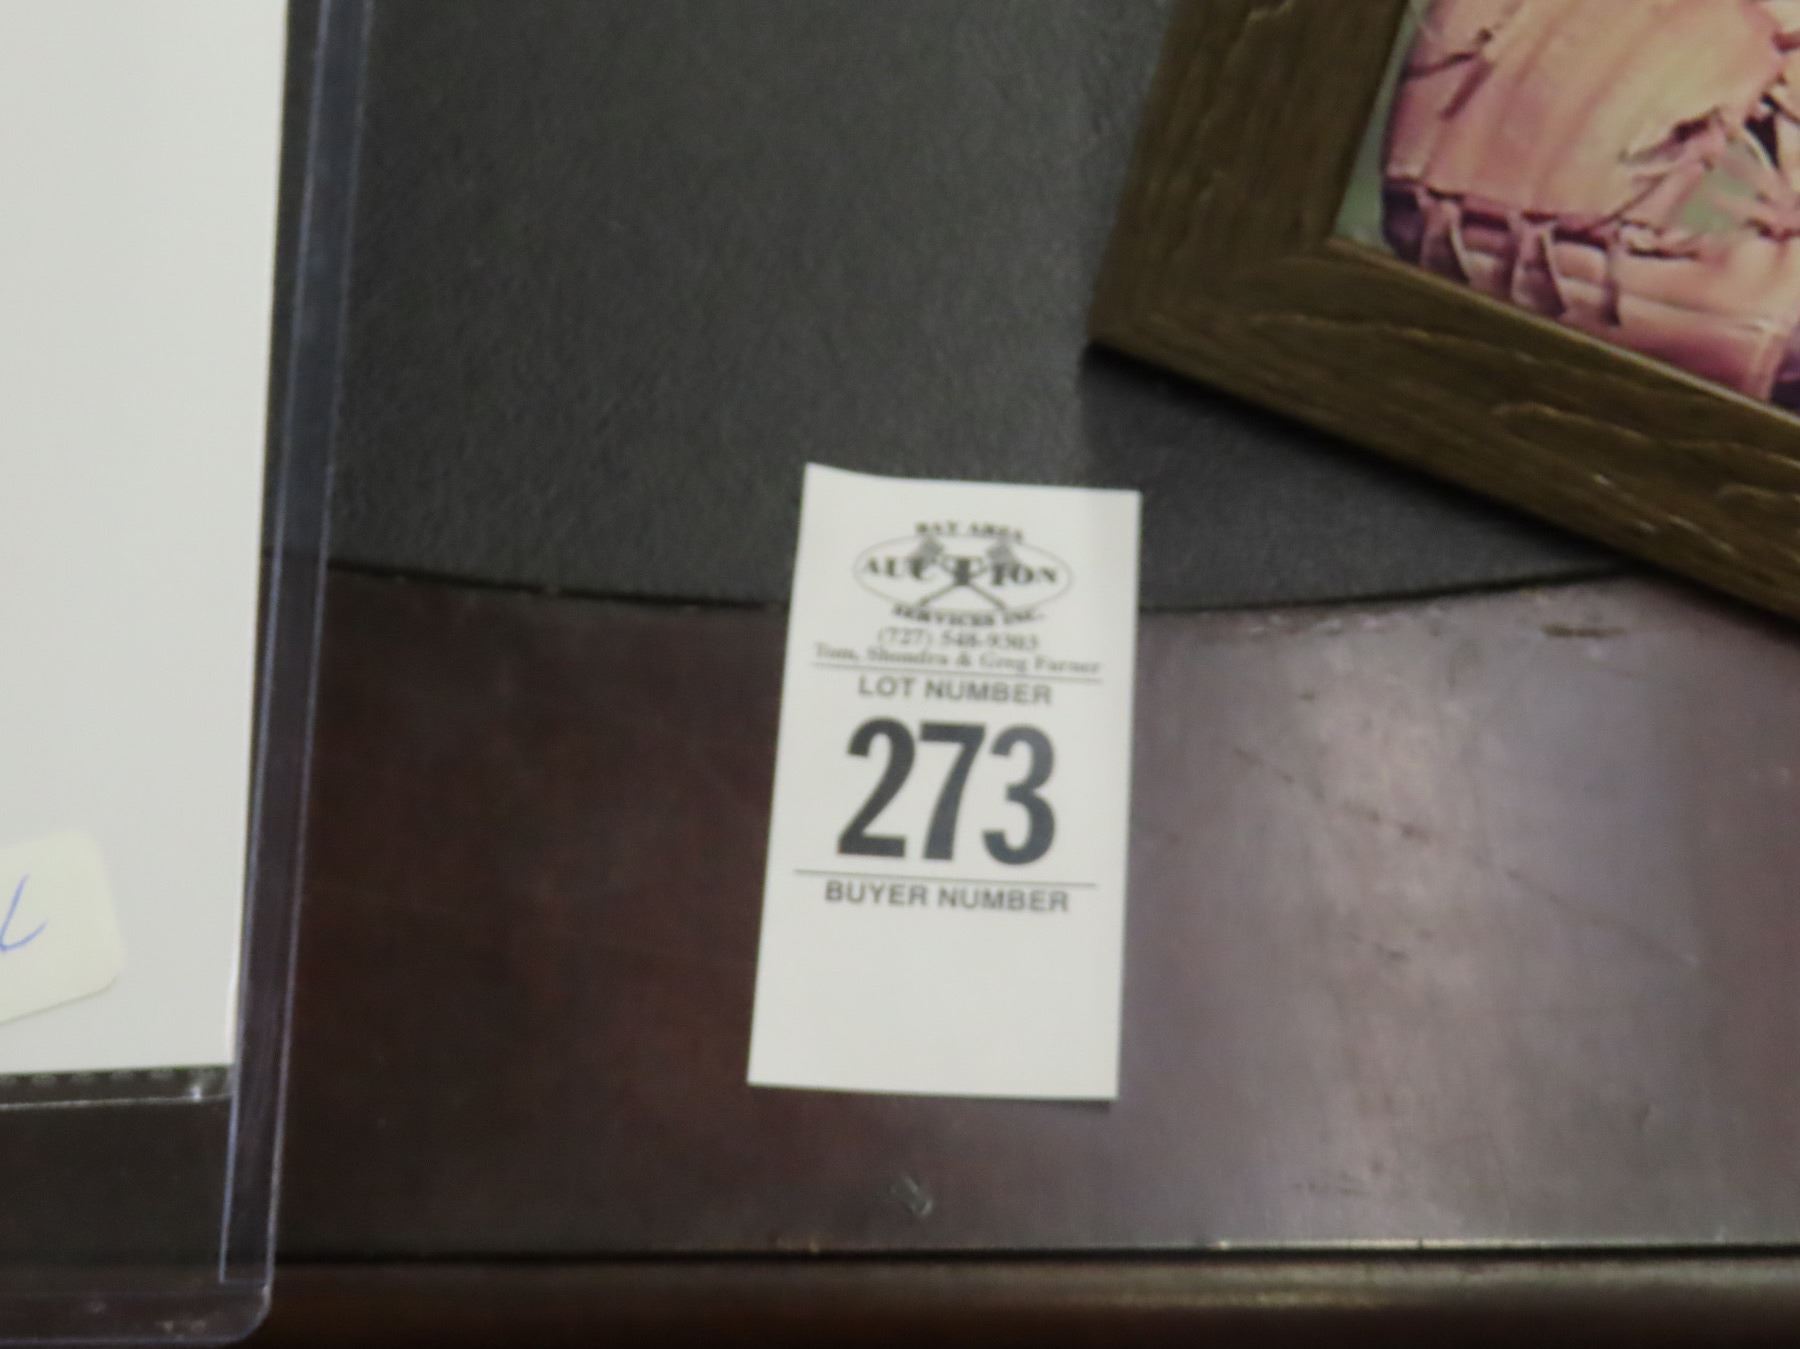 BAY AREA
AUCTION
SERVICES INC.
(727) 548-9303
Tom, Shondra & Greg Farner
LOT NUMBER
273
BUYER NUMBER